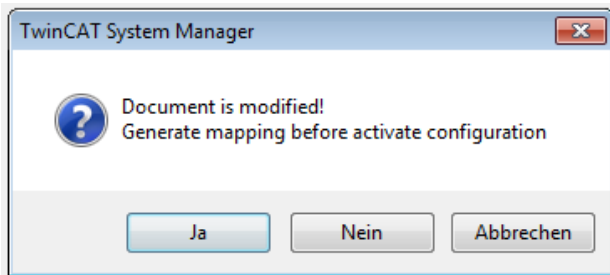 TwinCAT System Manager
Document is modified!
Generate mapping before activate configuration
Ja Nein Abbrechen